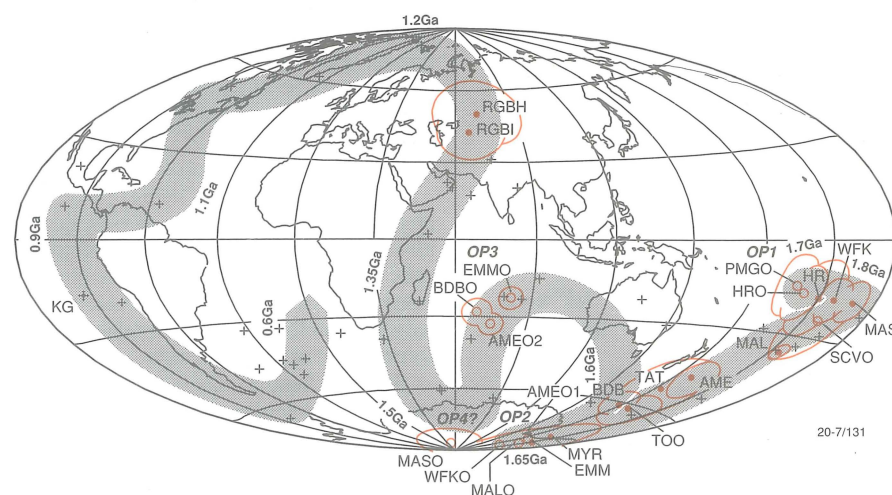 1.2Ga
RGBH
RGBI
1.1Ga
0.9Ga
OP3
OP1
1.7Ga
WFK
EMMO
PMGO
HR
1.8Ga
BDBO
1.35Ga
HRO
KG
0.6Ga
MAS
AMEO2
MAL
SCVO
1.6Ga
TAT
AME
AMEO1
BDB
1.5Ga
OP4?
OP2
TOO
20-7/131
MASO
1.65Ga
MYR
WFKO
EMM
MALO